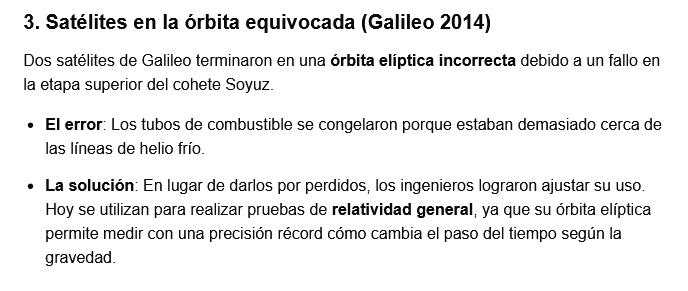 3. Satélites en la órbita equivocada (Galileo 2014)
Dos satélites de Galileo terminaron en una órbita elíptica incorrecta debido a un fallo en
la etapa superior del cohete Soyuz.
• El error: Los tubos de combustible se congelaron porque estaban demasiado cerca de
las líneas de helio frío.
• La solución: En lugar de darlos por perdidos, los ingenieros lograron ajustar su uso.
Hoy se utilizan para realizar pruebas de relatividad general, ya que su órbita elíptica
permite medir con una precisión récord cómo cambia el paso del tiempo según la
gravedad.